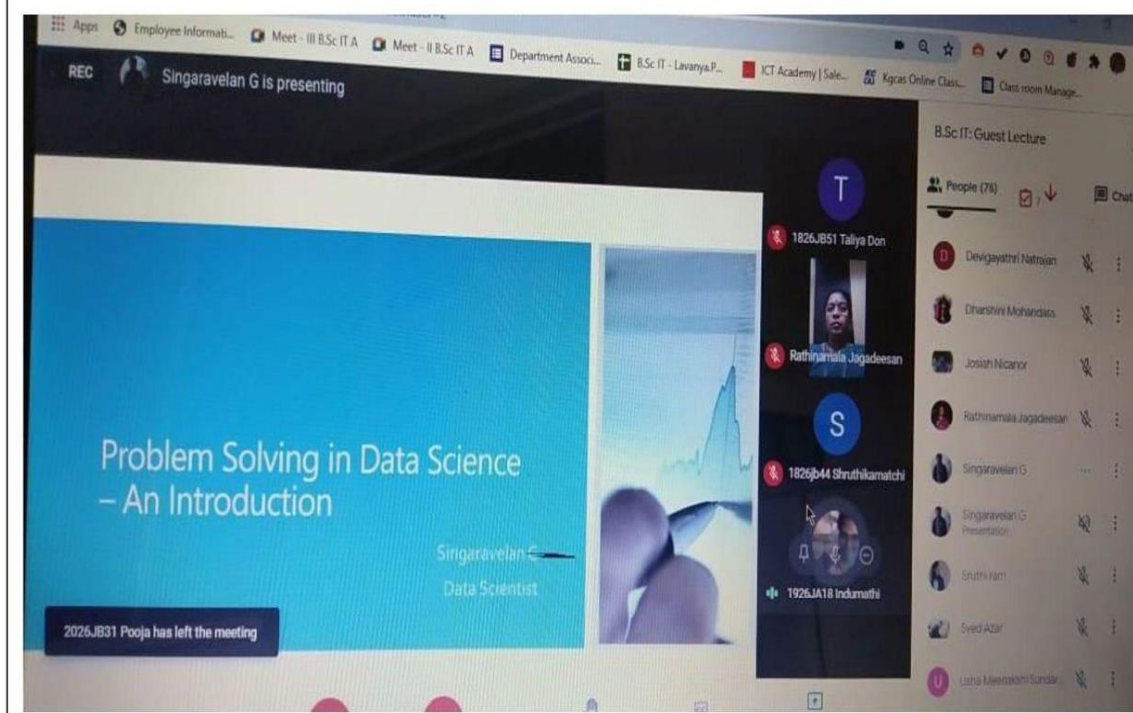 Apps
Employee Informati...
Meet - III B.Sc IT A
Meet - II B.Sc IT A
Department Associ...
B.Sc IT - Lavanya.P...
ICT Academy | Sale...
Kgcas Online Class...
Class room Manage...
REC
Singaravelan G is presenting
B.Sc IT: Guest Lecture
People (76)
Chat
T
1826JB51 Taliya Don
Rathinamala Jagadeesan
S
1826jb44 Shruthikamatchi
1926JA18 Indumathi
Problem Solving in Data Science
– An Introduction
Singaravelan G
Data Scientist
2026JB31 Pooja has left the meeting
D
Devigayathri Natrajan
Dharshini Mohandass
Josiah Nicanor
Rathinamala Jagadeesan
Singaravelan G
Singaravelan G
Presentation
Sruthi ram
Syed Azar
U